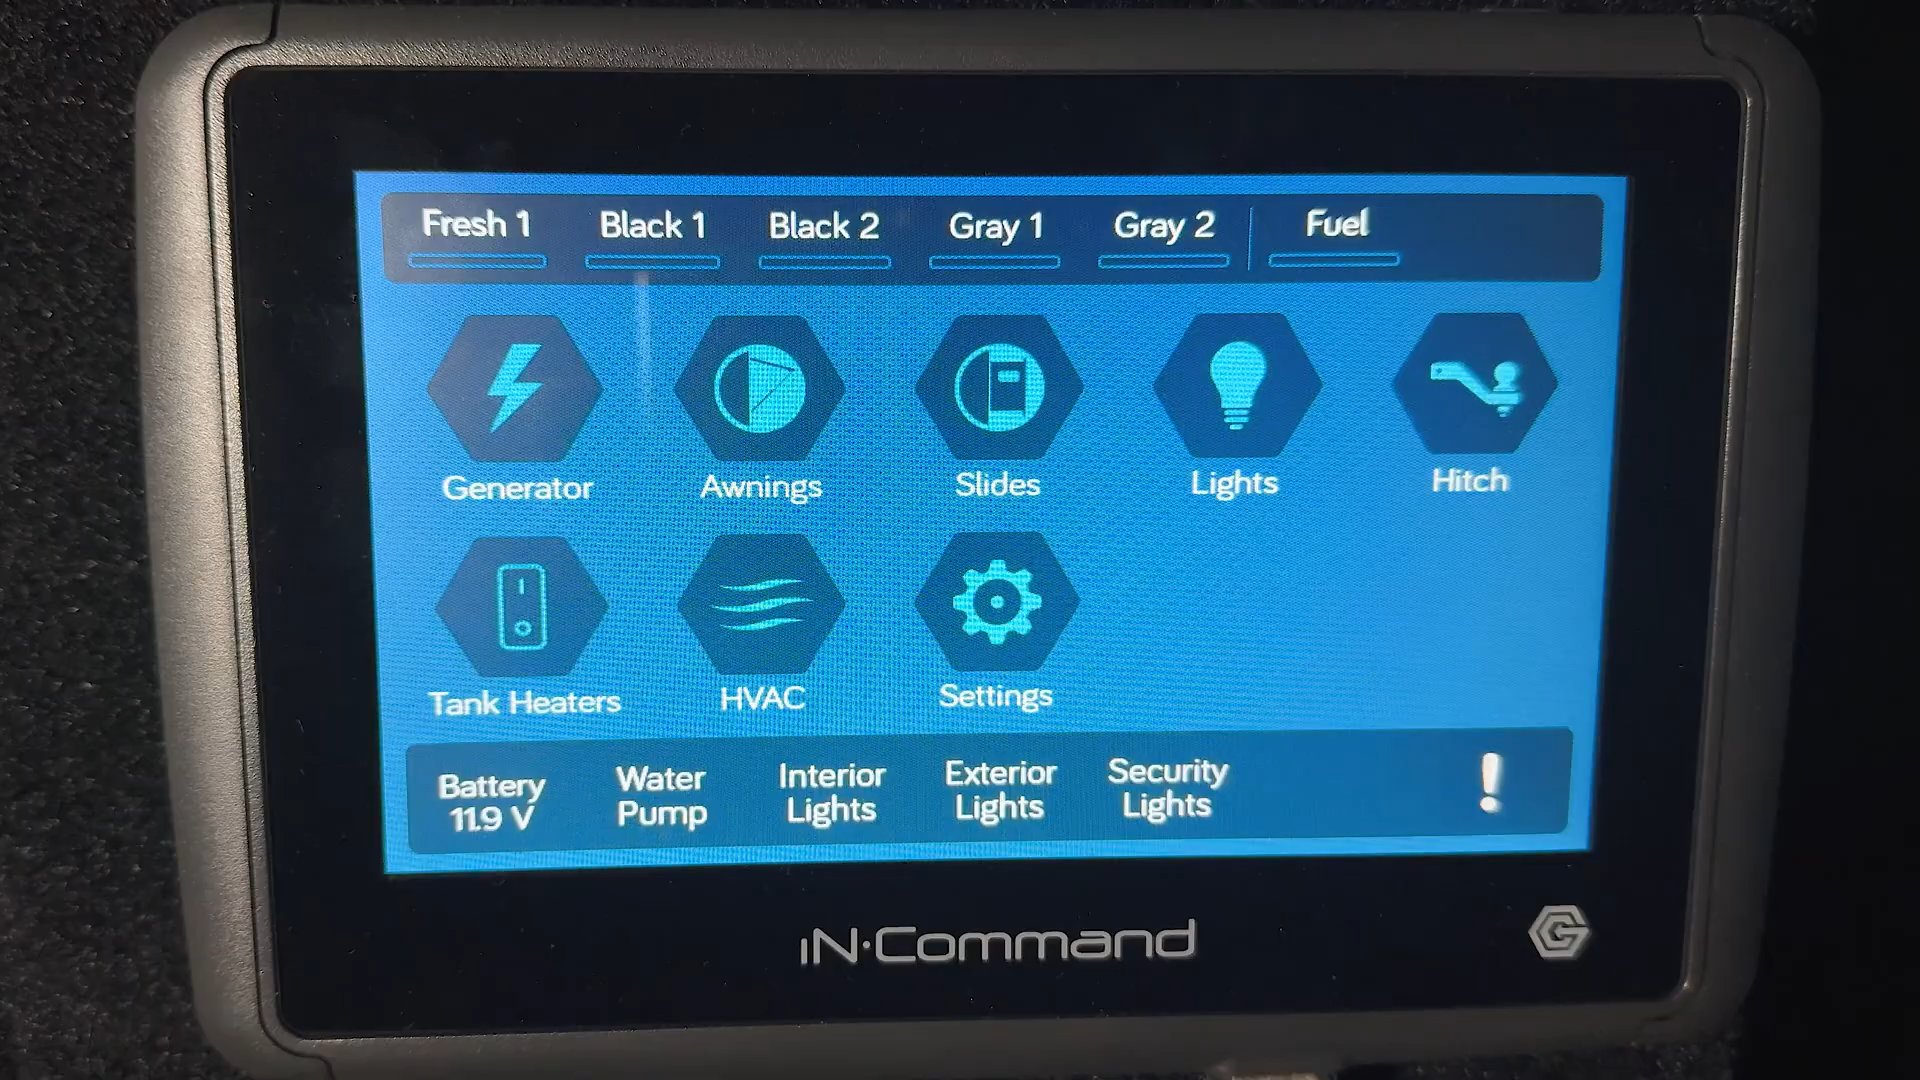 Fresh 1
Black 1
Black 2
Gray 1
Gray 2
Fuel
Generator
Awnings
Slides
Lights
Hitch
Tank Heaters
HVAC
Settings
Battery
11.9 V
Water
Pump
Interior
Lights
Exterior
Lights
Security
Lights
!
iN·Command